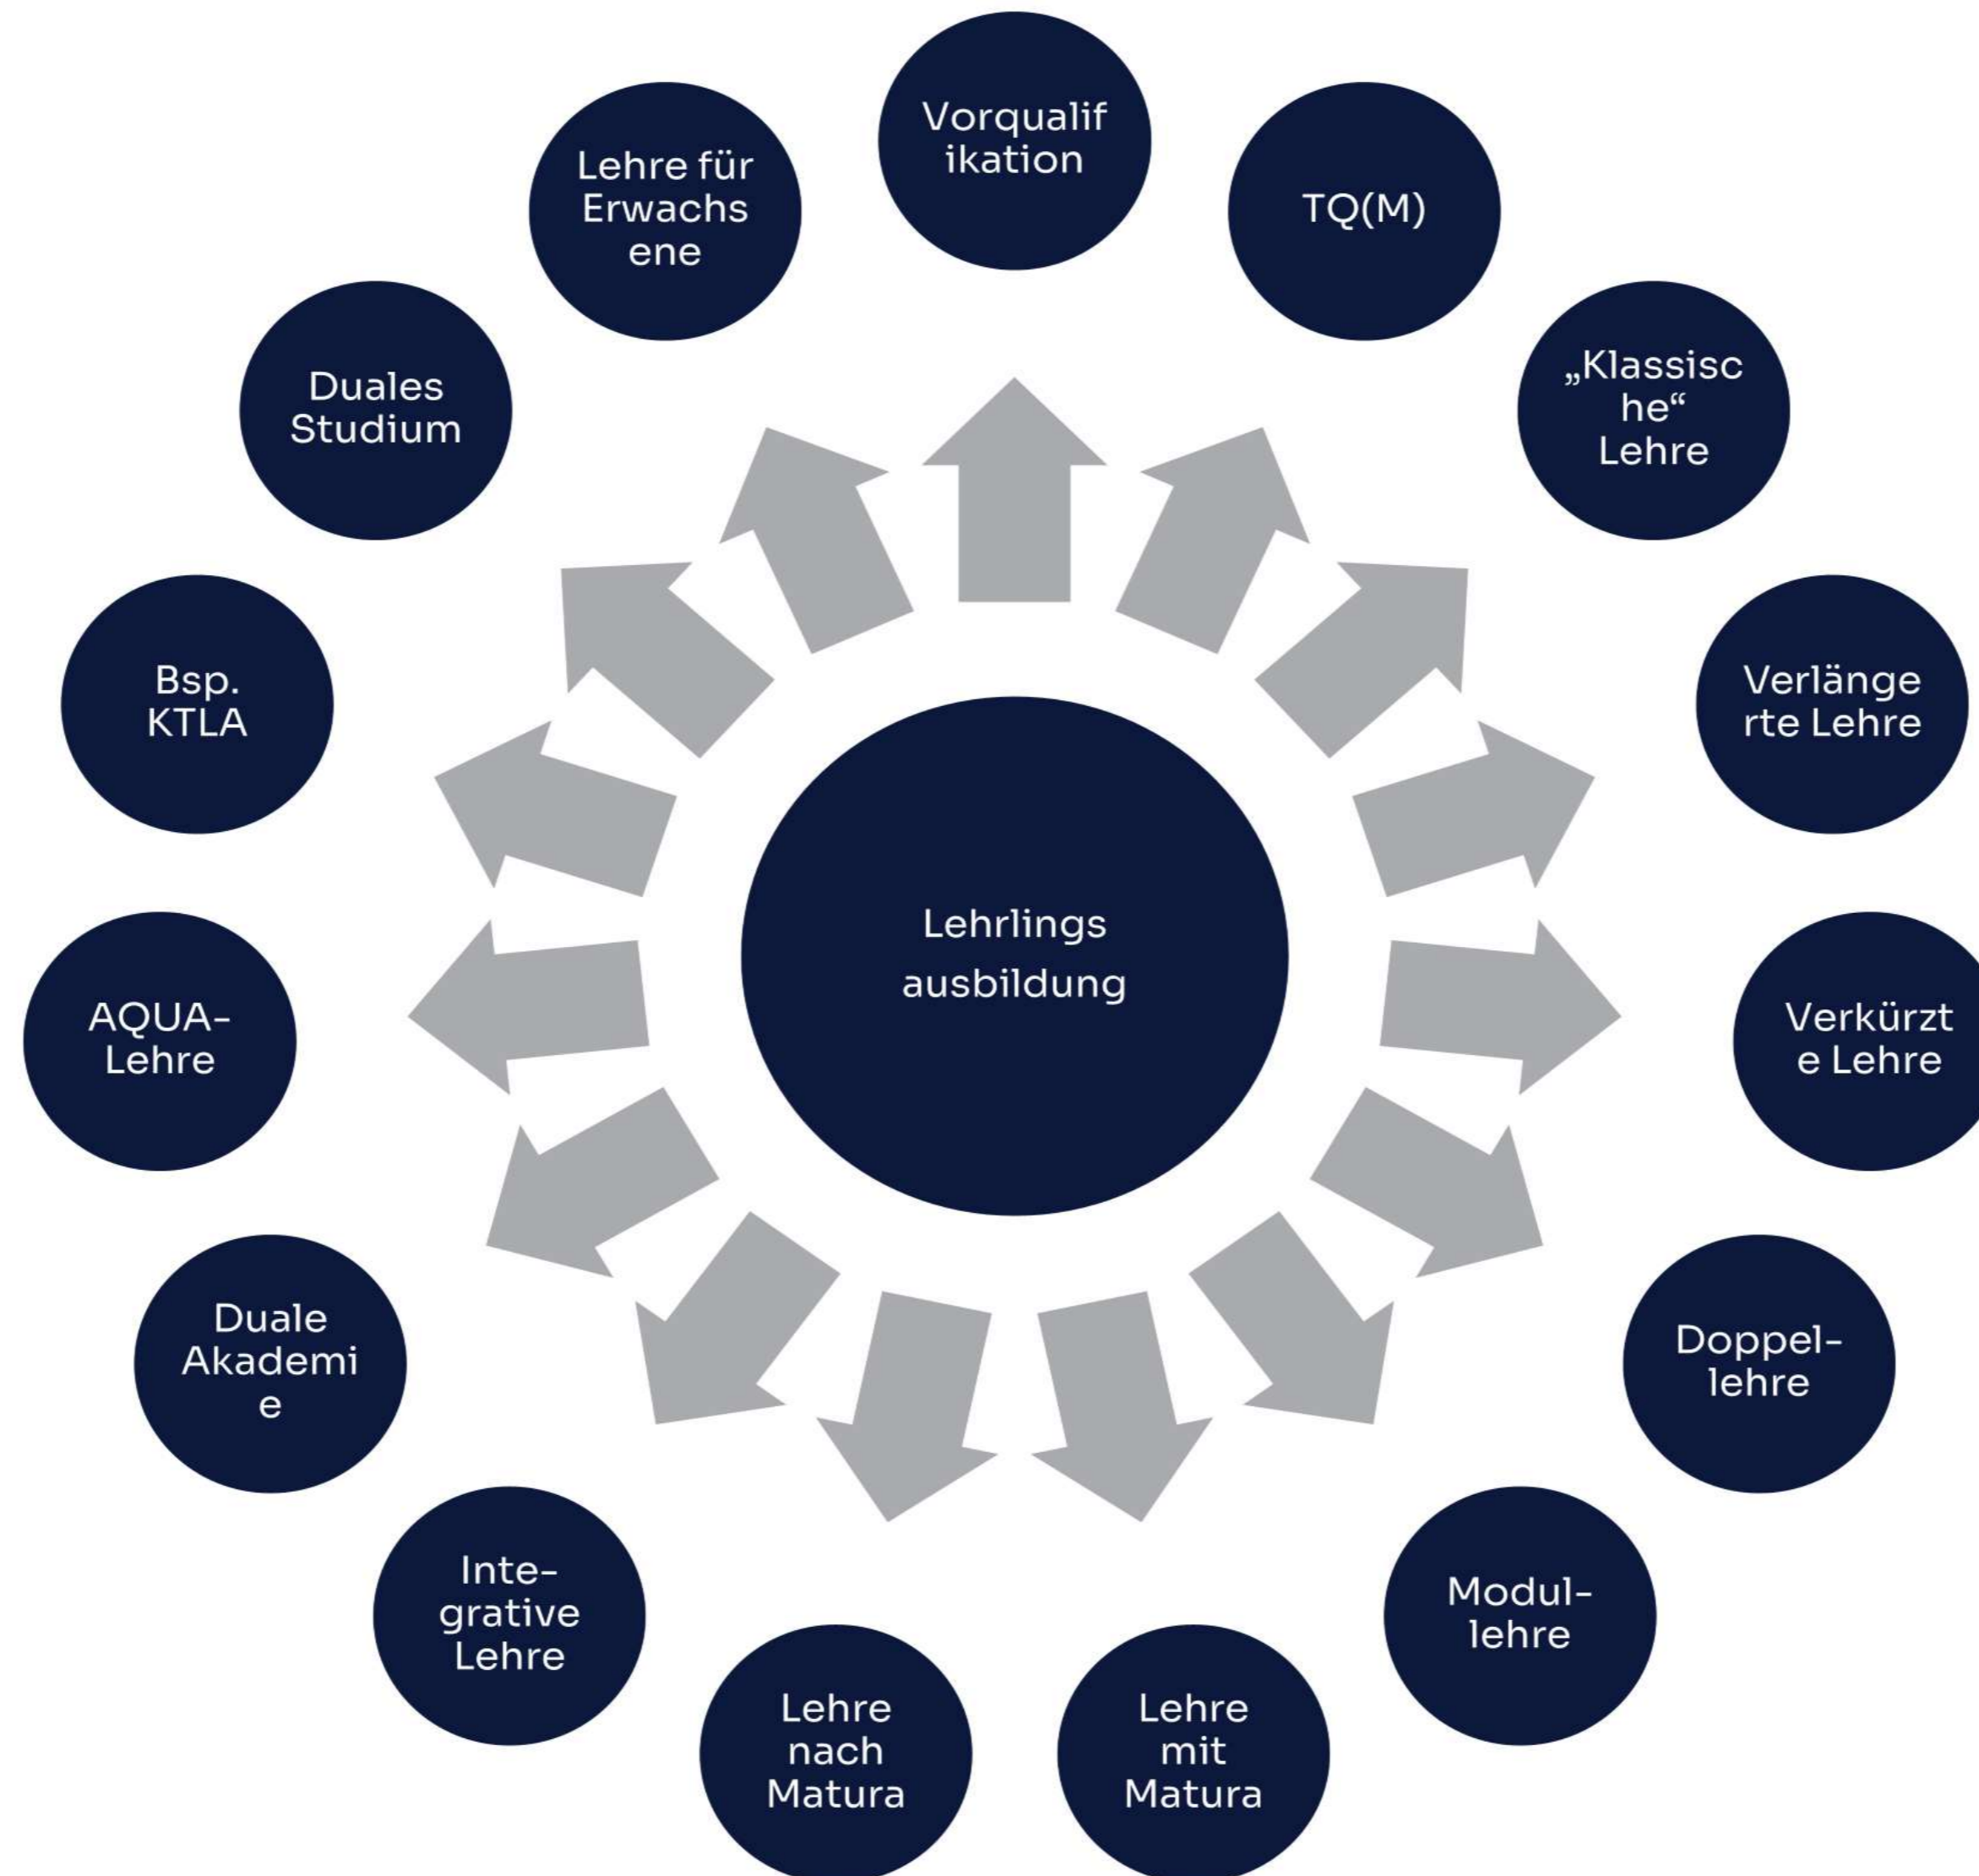 Vorqualif
ikation
TQ(M)
„Klassisc
he“
Lehre
Verlänge
rte Lehre
Verkürzt
e Lehre
Doppel-
lehre
Modul-
lehre
Lehre
mit
Matura
Lehre
nach
Matura
Inte-
grative
Lehre
Duale
Akademi
e
AQUA-
Lehre
Bsp.
KTLA
Duales
Studium
Lehre für
Erwachs
ene
Lehrlings
ausbildung